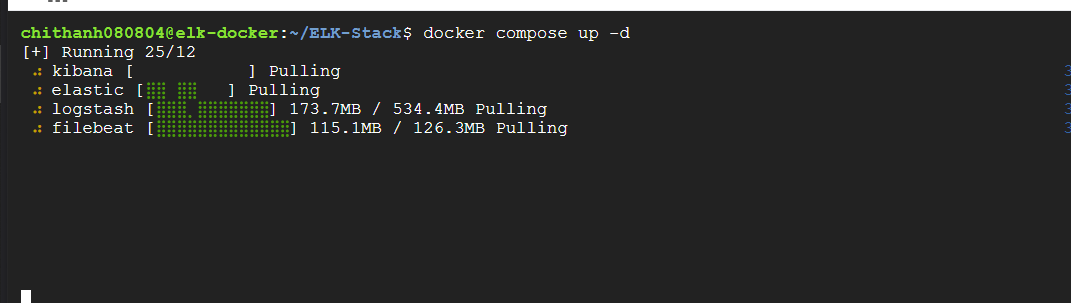 chithanh080804@elk-docker:~/ELK-Stack$ docker compose up -d
[+] Running 25/12
kibana [ ] Pulling
elastic [⣿⣿ ⣿⣿ ] Pulling
logstash [⣿⣿⣿⣄⣿⣿⣿⣿⣿⣿⣿] 173.7MB / 534.4MB Pulling
filebeat [⣿⣿⣿⣿⣿⣿⣿⣿⣿⣿⣿⣿⣿] 115.1MB / 126.3MB Pulling